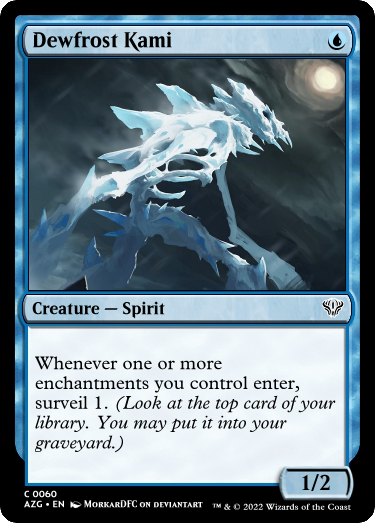 Dewfrost Kami
Creature — Spirit
Whenever one or more
enchantments you control enter,
surveil 1. (Look at the top card of your
library. You may put it into your
graveyard.)
1/2
C 0060
AZG • EN MorkarDFC on deviantart ™ & © 2022 Wizards of the Coast